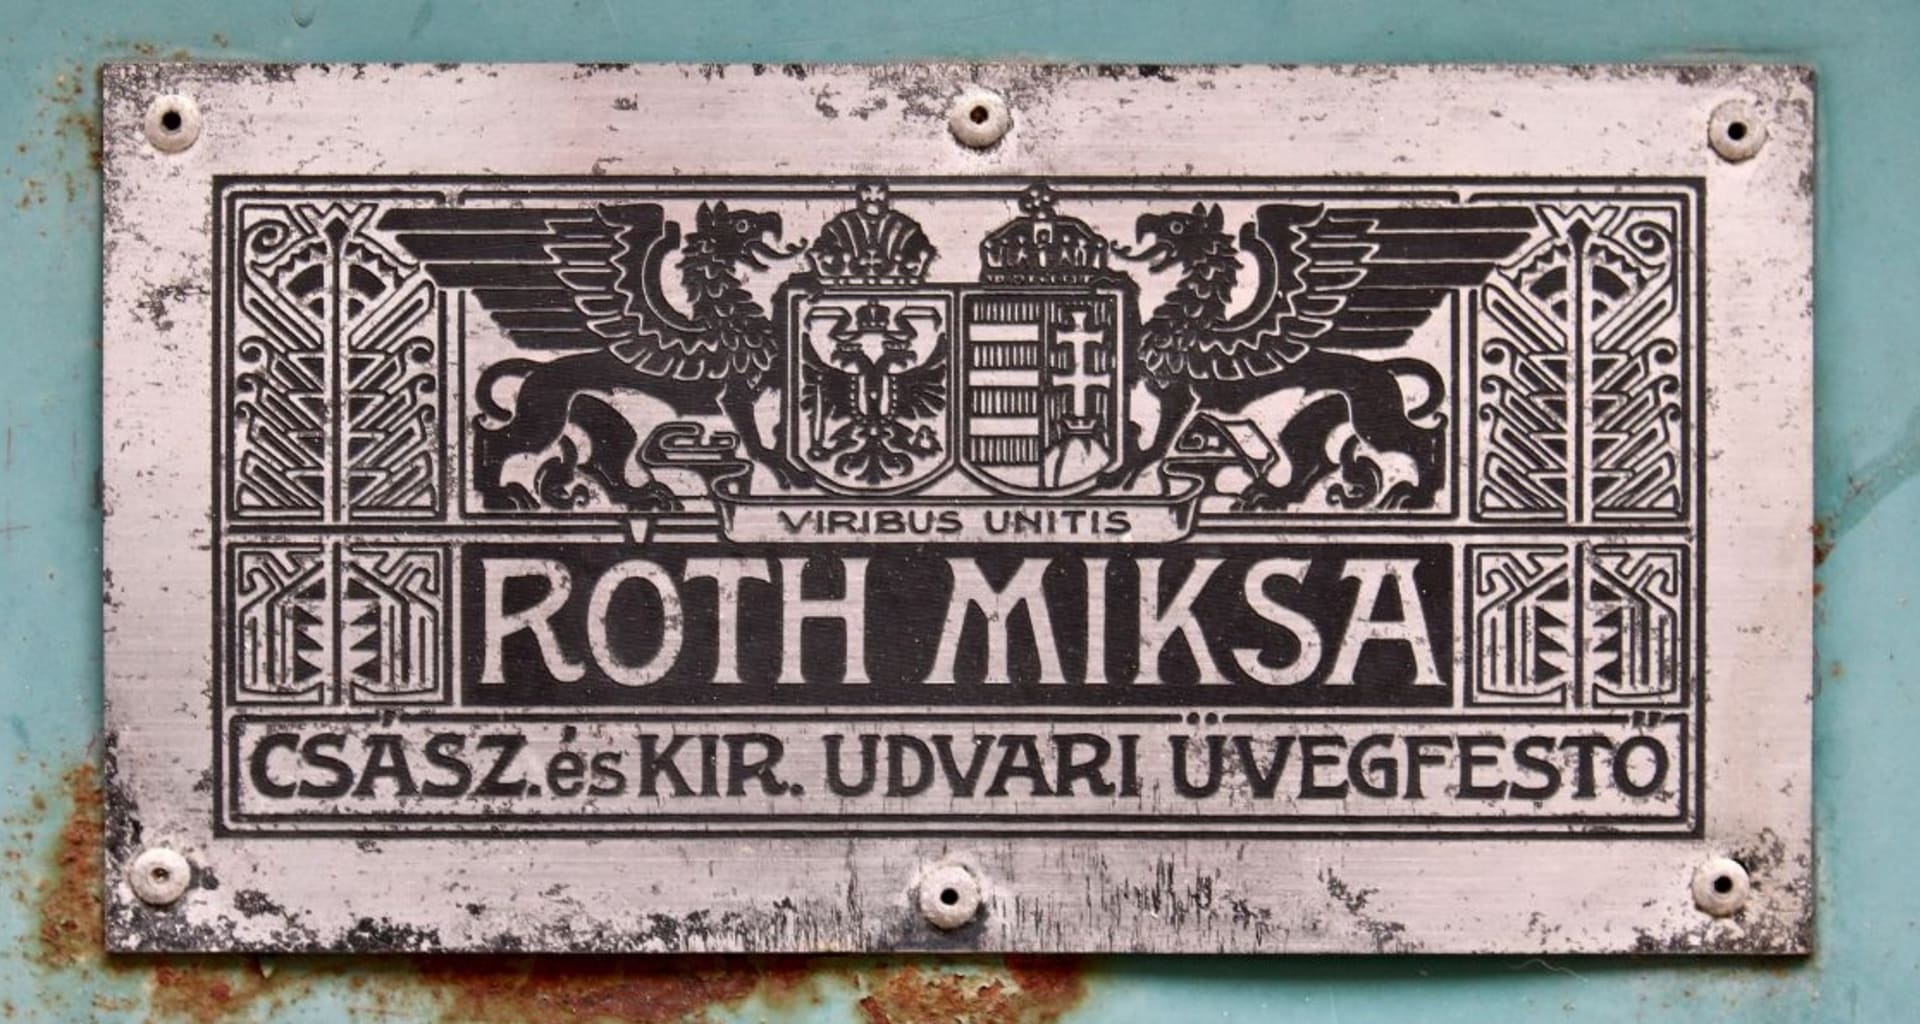 VIRIBUS UNITIS
RÓTH MIKSA
CSÁSZ. és KIR. UDVARI ÜVEGFESTŐ